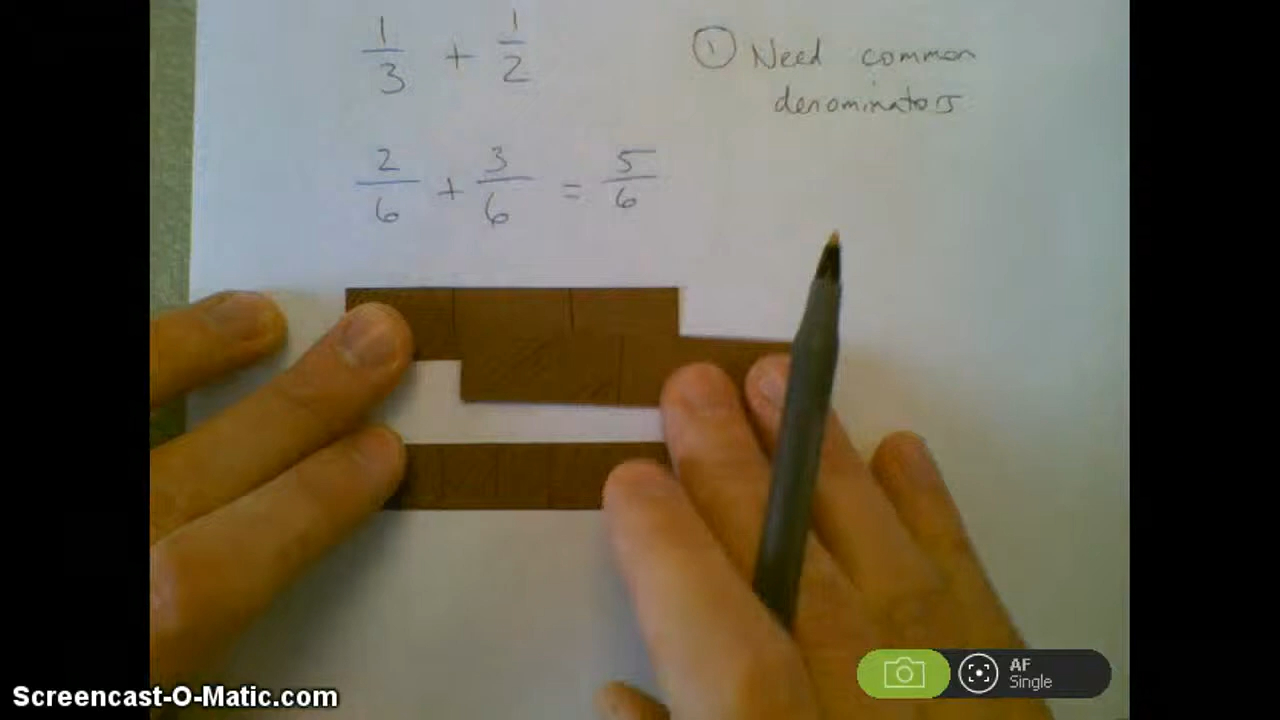 1/3 + 1/2
① Need common
denominators
2/6 + 3/6 = 5/6
AF
Single
Screencast-O-Matic.com